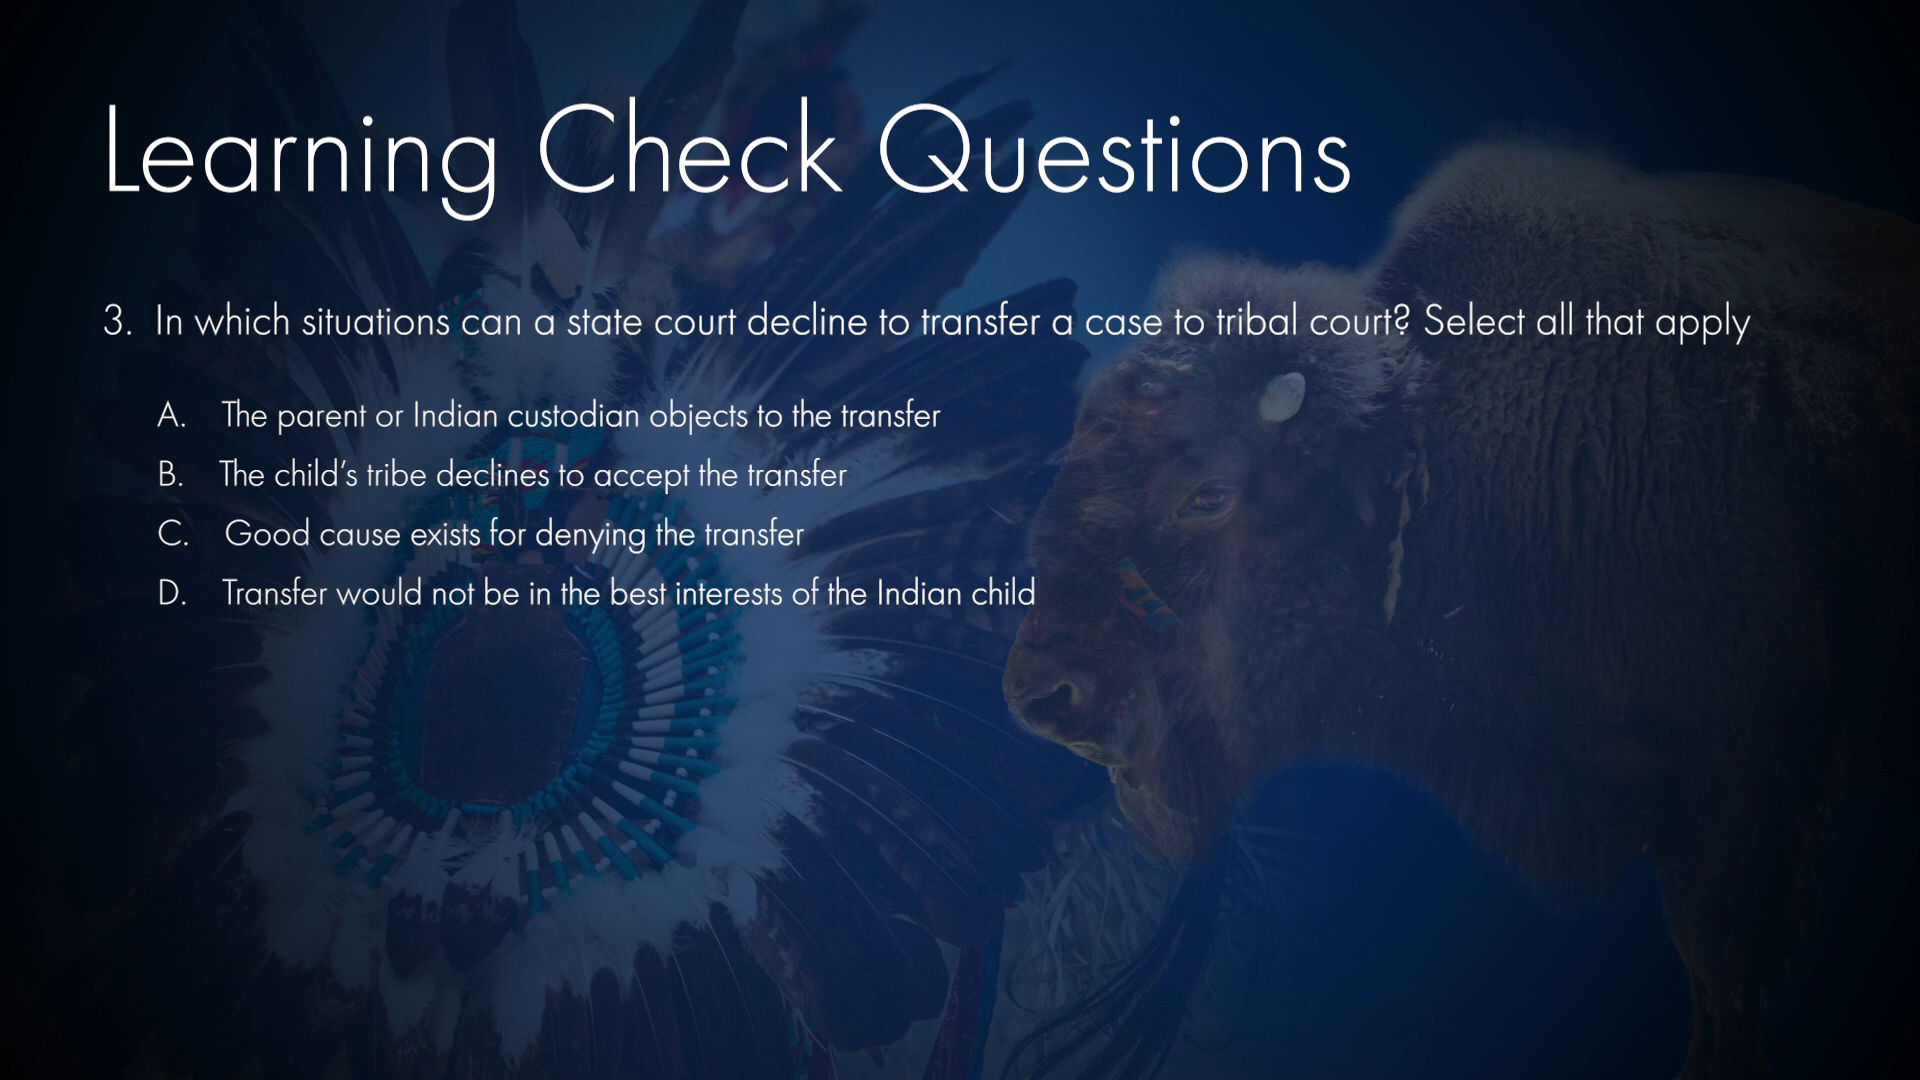 Learning Check Questions
3. In which situations can a state court decline to transfer a case to tribal court? Select all that apply
A. The parent or Indian custodian objects to the transfer
B. The child’s tribe declines to accept the transfer
C. Good cause exists for denying the transfer
D. Transfer would not be in the best interests of the Indian child